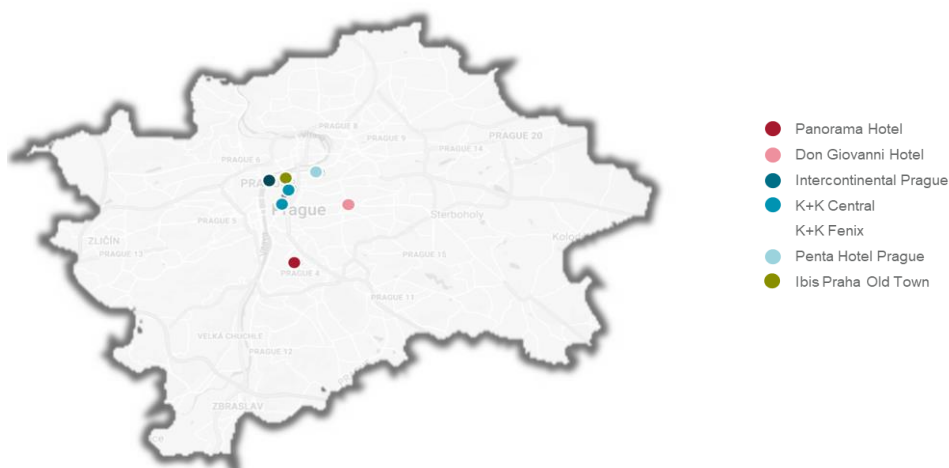 PRAGUE 8
PRAGUE 9
PRAGUE 20
PRAGUE 14
PRAGUE 6
Prague
PRAGUE 5
Štěrboholy
ZLIČÍN
PRAGUE 13
PRAGUE 15
PRAGUE 4
PRAGUE 11
VELKÁ CHUCHLE
PRAGUE 12
ZBRASLAV
Panorama Hotel
Don Giovanni Hotel
Intercontinental Prague
K+K Central
K+K Fenix
Penta Hotel Prague
Ibis Praha Old Town